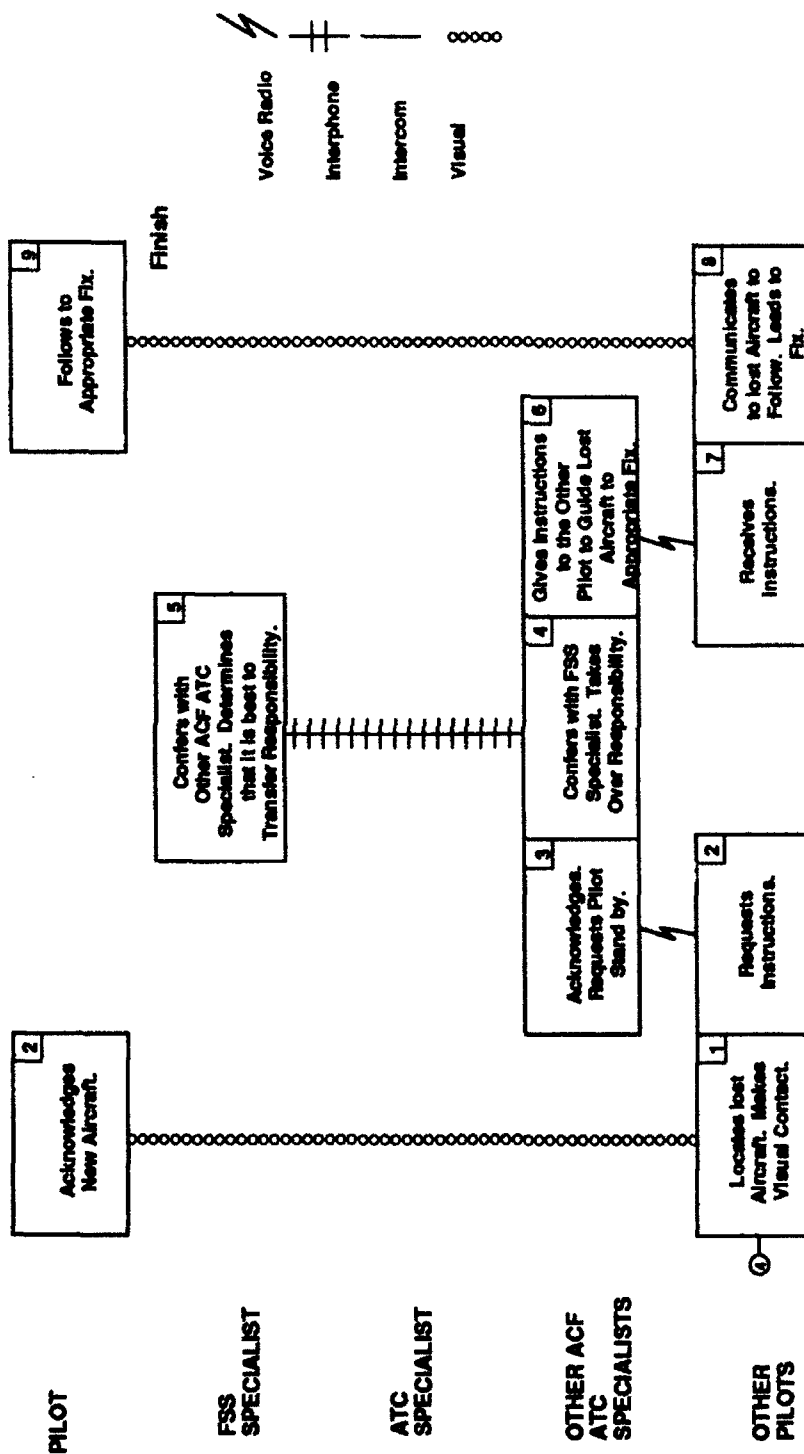 PILOT
2
Acknowledges
New Aircraft.
9
Follows to
Appropriate Fix.
Finish
FSS
SPECIALIST
5
Confers with
Other ACF ATC
Specialist. Determines
that it is best to
Transfer Responsibility.
ATC
SPECIALIST
OTHER ACF
ATC
SPECIALISTS
3
Acknowledges.
Requests Pilot
Stand by.
4
Confers with FSS
Specialist. Takes
Over Responsibility.
6
Gives Instructions
to the Other
Pilot to Guide Lost
Aircraft to
Appropriate Fix.
OTHER
PILOTS
4
1
Locates lost
Aircraft. Makes
Visual Contact.
2
Requests
Instructions.
7
Receives
Instructions.
8
Communicates
to lost Aircraft to
Follow. Leads to
Fix.
Voice Radio
Interphone
Intercom
Visual